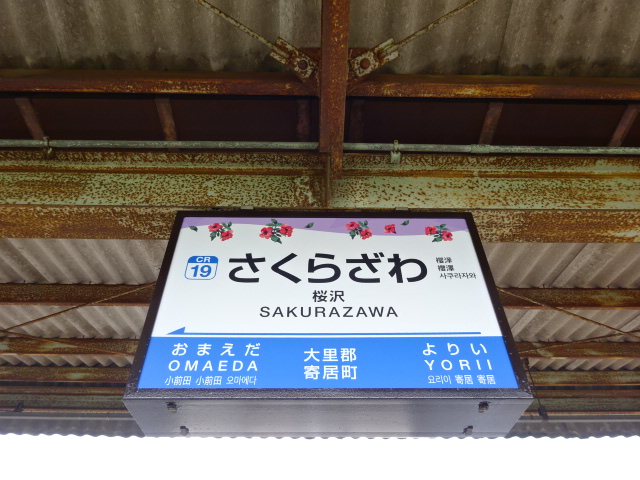 CR
19
さくらざわ
櫻泽
櫻澤
사쿠라자와
桜沢
SAKURAZAWA
おまえだ
OMAEDA
小前田 小前田 오마에다
大里郡
寄居町
よりい
YORII
요리이 寄居 寄居